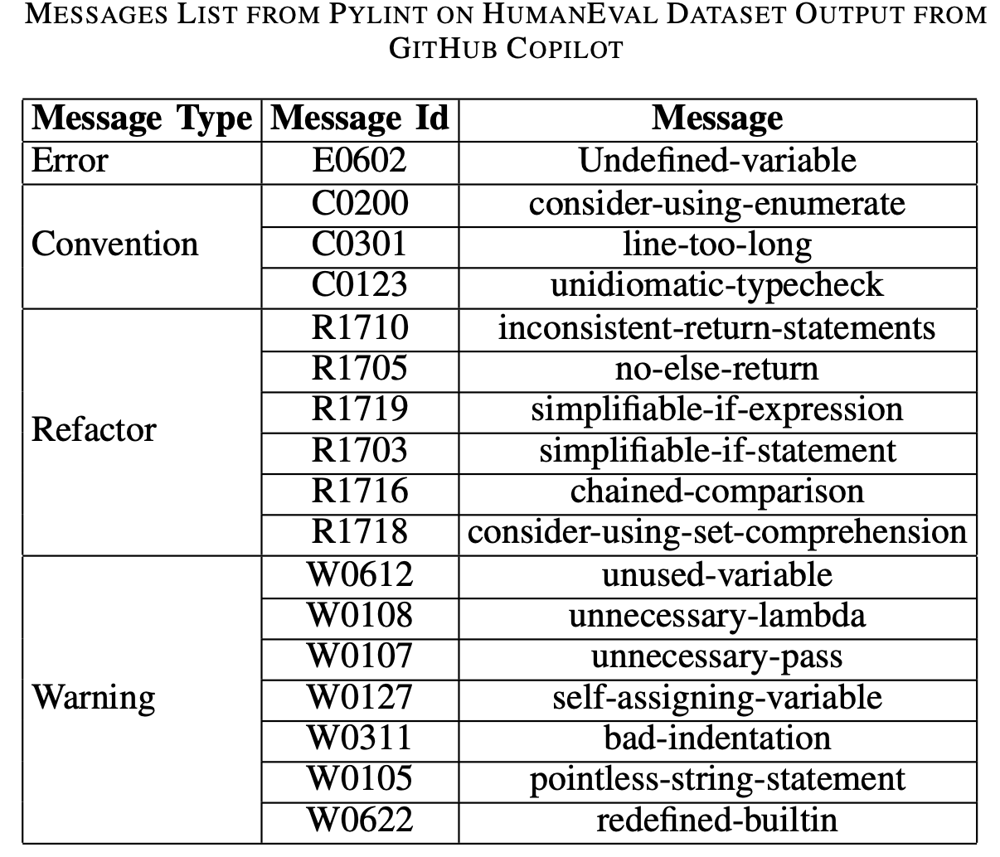 MESSAGES LIST FROM PYLINT ON HUMANEVAL DATASET OUTPUT FROM
GITHUB COPILOT
Message Type Message Id Message
Error E0602 Undefined-variable
Convention C0200 consider-using-enumerate
C0301 line-too-long
C0123 unidiomatic-typecheck
Refactor R1710 inconsistent-return-statements
R1705 no-else-return
R1719 simplifiable-if-expression
R1703 simplifiable-if-statement
R1716 chained-comparison
R1718 consider-using-set-comprehension
Warning W0612 unused-variable
W0108 unnecessary-lambda
W0107 unnecessary-pass
W0127 self-assigning-variable
W0311 bad-indentation
W0105 pointless-string-statement
W0622 redefined-builtin